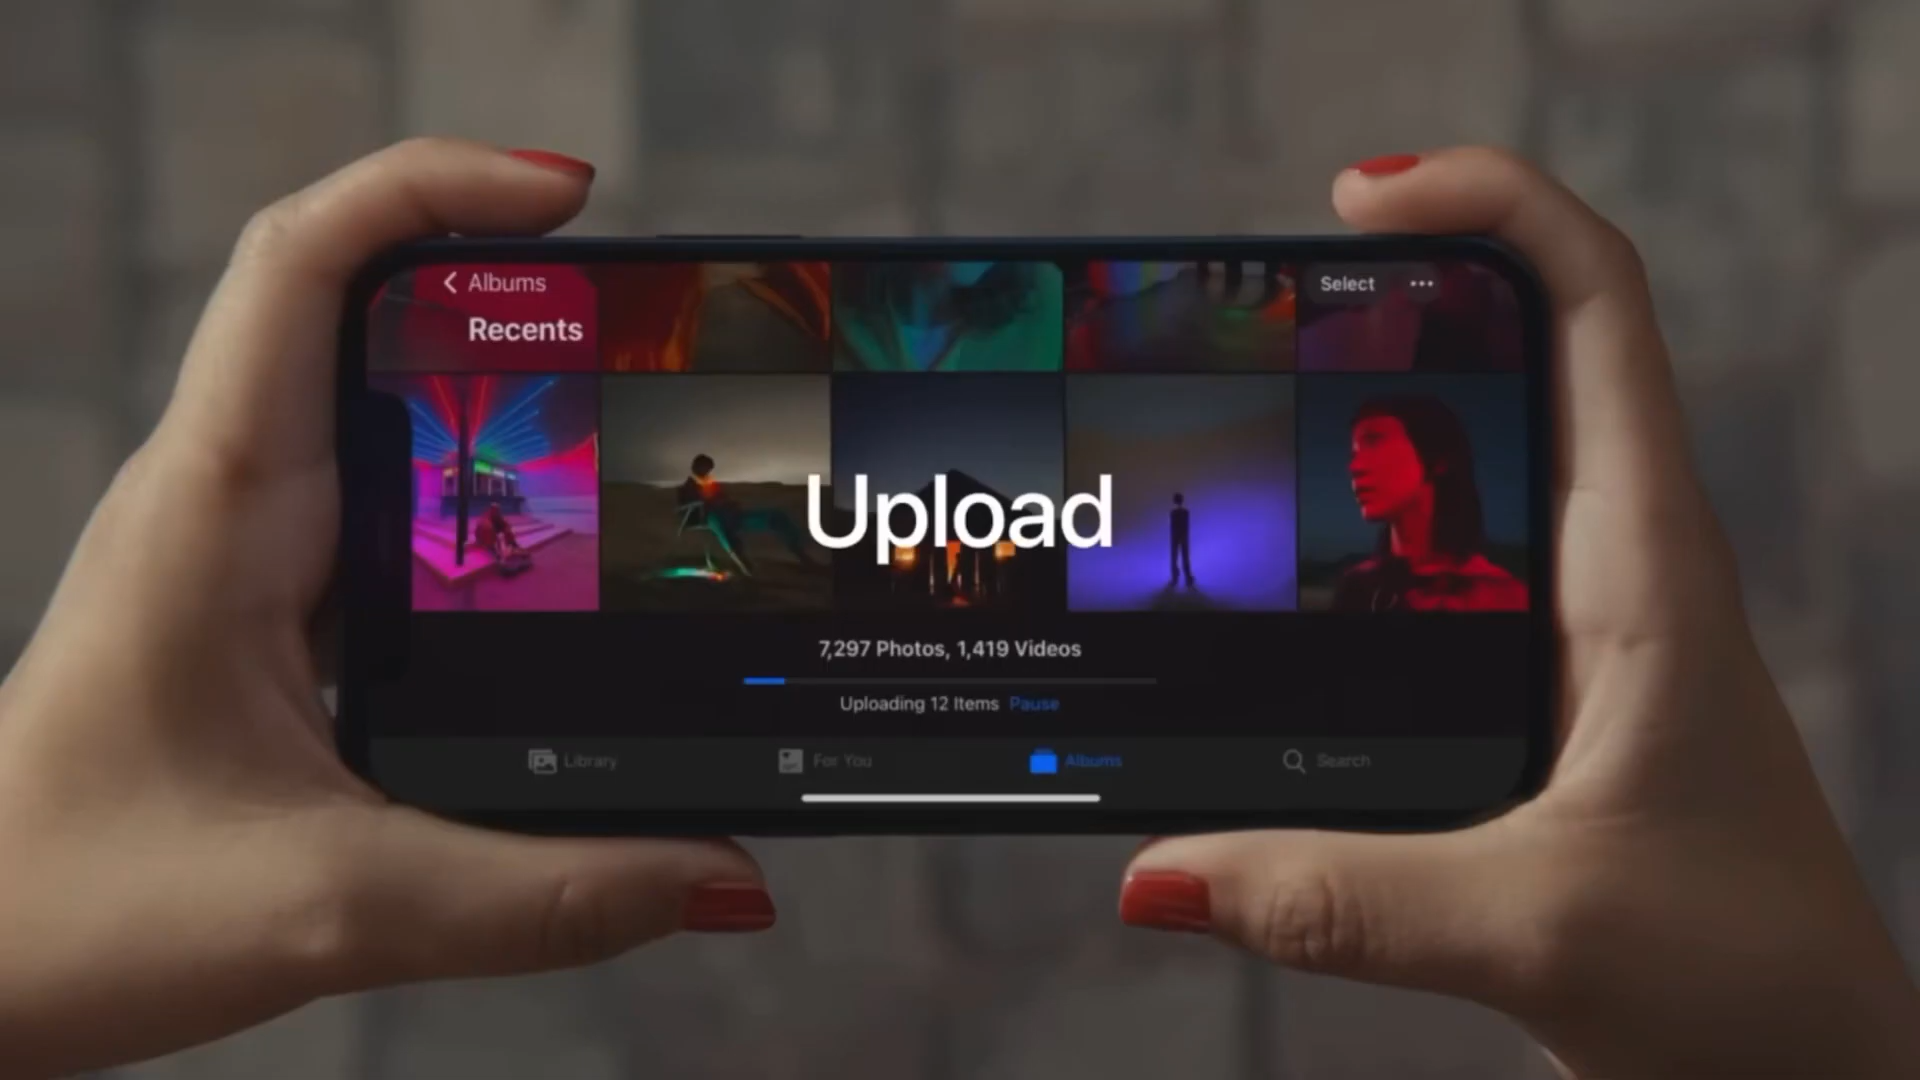 Albums
Select
Recents
Upload
7,297 Photos, 1,419 Videos
Uploading 12 Items Pause
Library
For You
Albums
Search